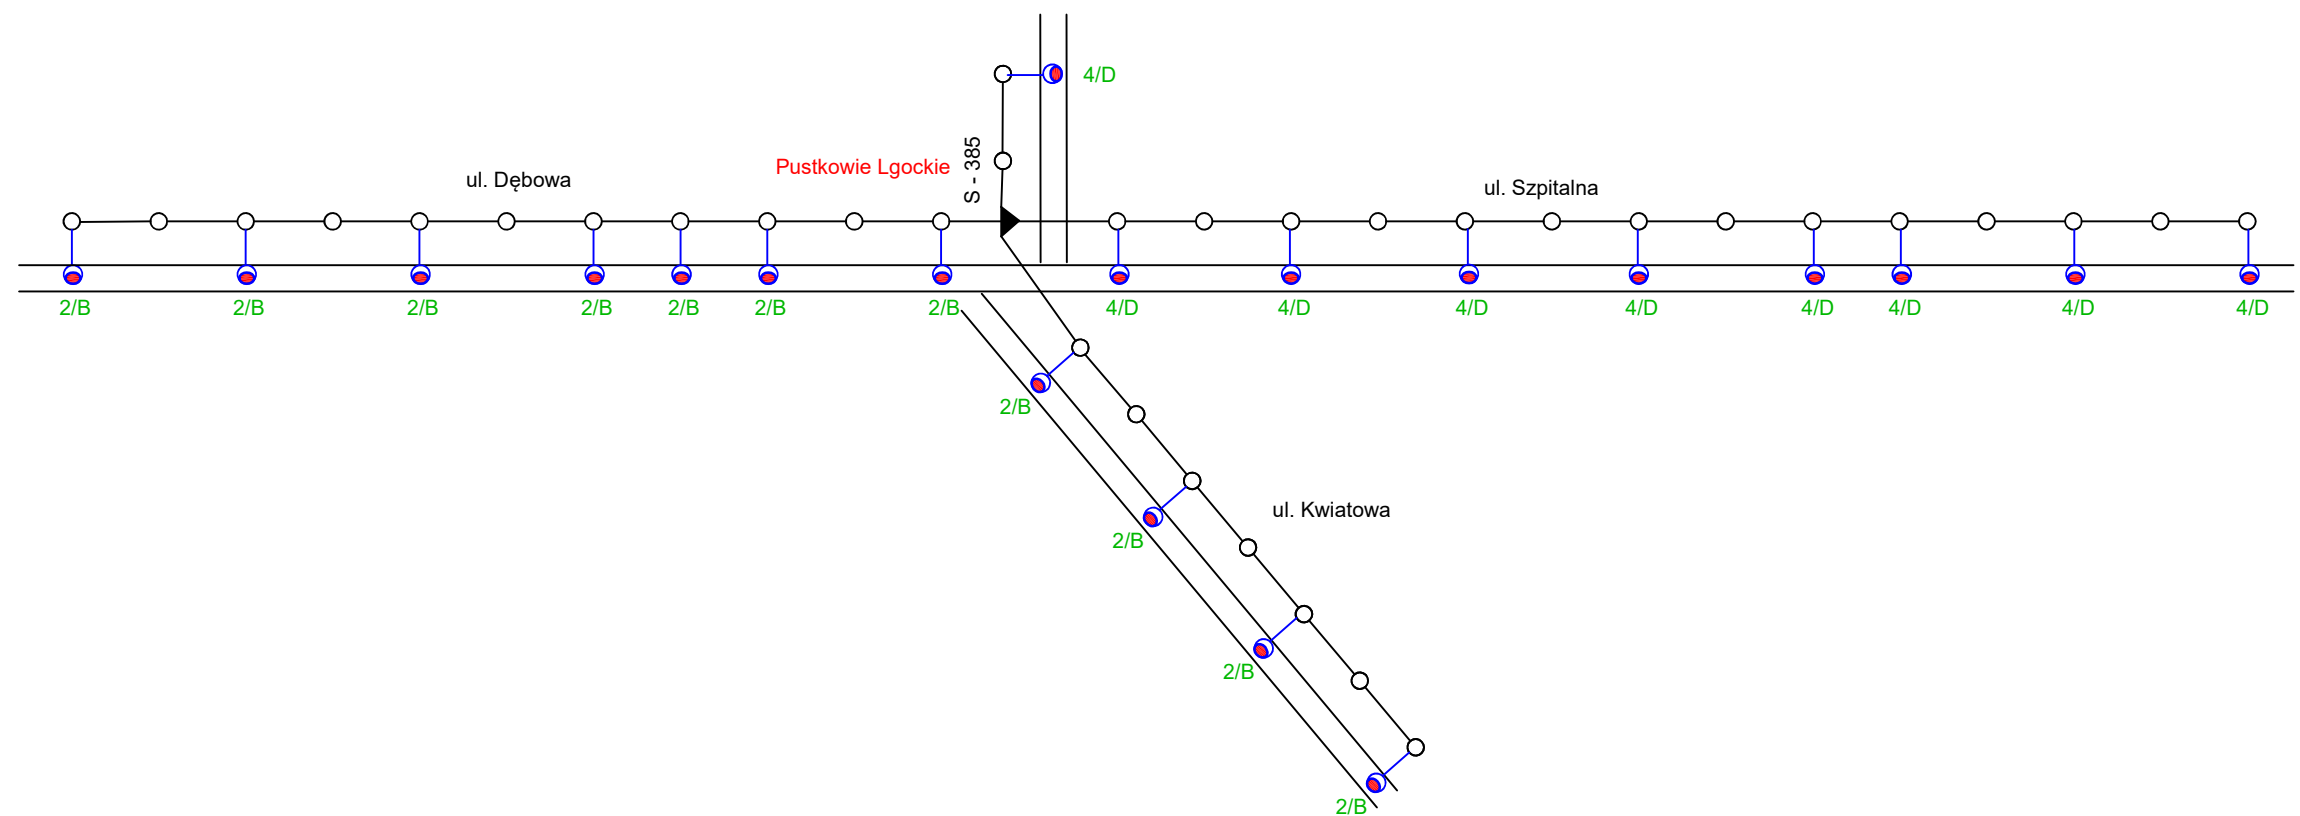 4/D
S - 385
Pustkowie Lgockie
ul. Dębowa
ul. Szpitalna
2/B
2/B
2/B
2/B
2/B
2/B
2/B
4/D
4/D
4/D
4/D
4/D
4/D
4/D
4/D
2/B
ul. Kwiatowa
2/B
2/B
2/B